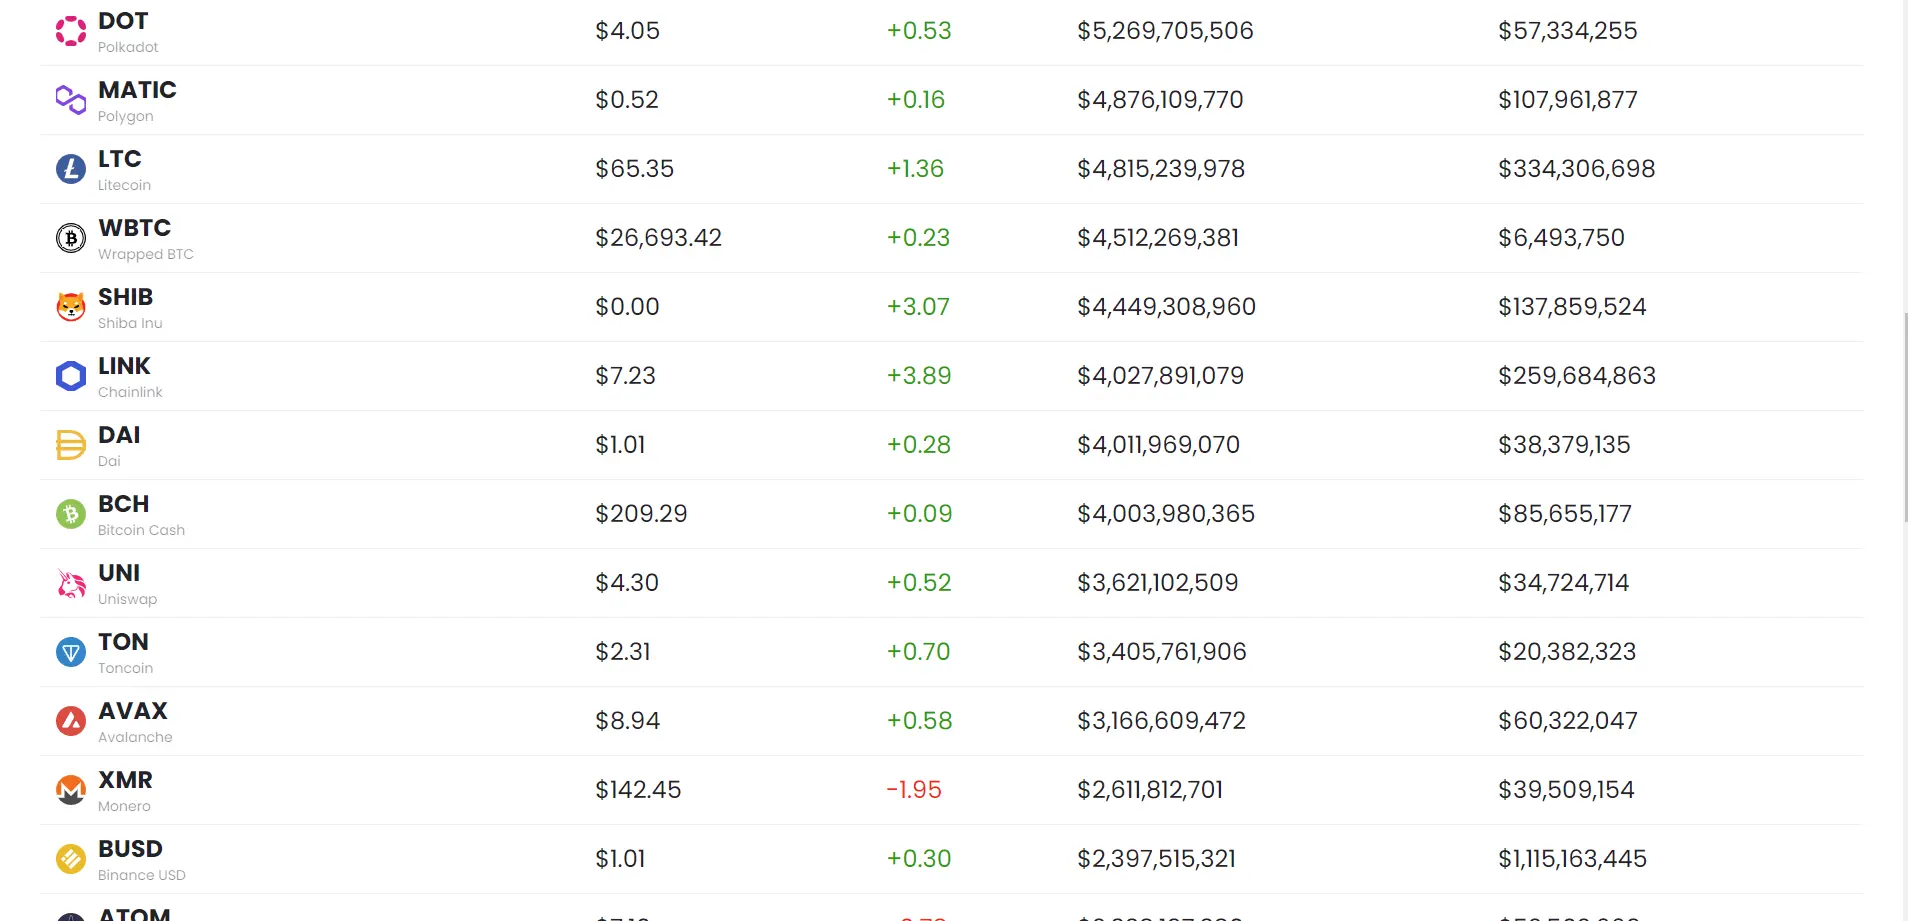 DOT $4.05 +0.53 $5,269,705,506 $57,334,255
Polkadot
MATIC $0.52 +0.16 $4,876,109,770 $107,961,877
Polygon
LTC $65.35 +1.36 $4,815,239,978 $334,306,698
Litecoin
WBTC $26,693.42 +0.23 $4,512,269,381 $6,493,750
Wrapped BTC
SHIB $0.00 +3.07 $4,449,308,960 $137,859,524
Shiba Inu
LINK $7.23 +3.89 $4,027,891,079 $259,684,863
Chainlink
DAI $1.01 +0.28 $4,011,969,070 $38,379,135
Dai
BCH $209.29 +0.09 $4,003,980,365 $85,655,177
Bitcoin Cash
UNI $4.30 +0.52 $3,621,102,509 $34,724,714
Uniswap
TON $2.31 +0.70 $3,405,761,906 $20,382,323
Toncoin
AVAX $8.94 +0.58 $3,166,609,472 $60,322,047
Avalanche
XMR $142.45 -1.95 $2,611,812,701 $39,509,154
Monero
BUSD $1.01 +0.30 $2,397,515,321 $1,115,163,445
Binance USD
ATOM